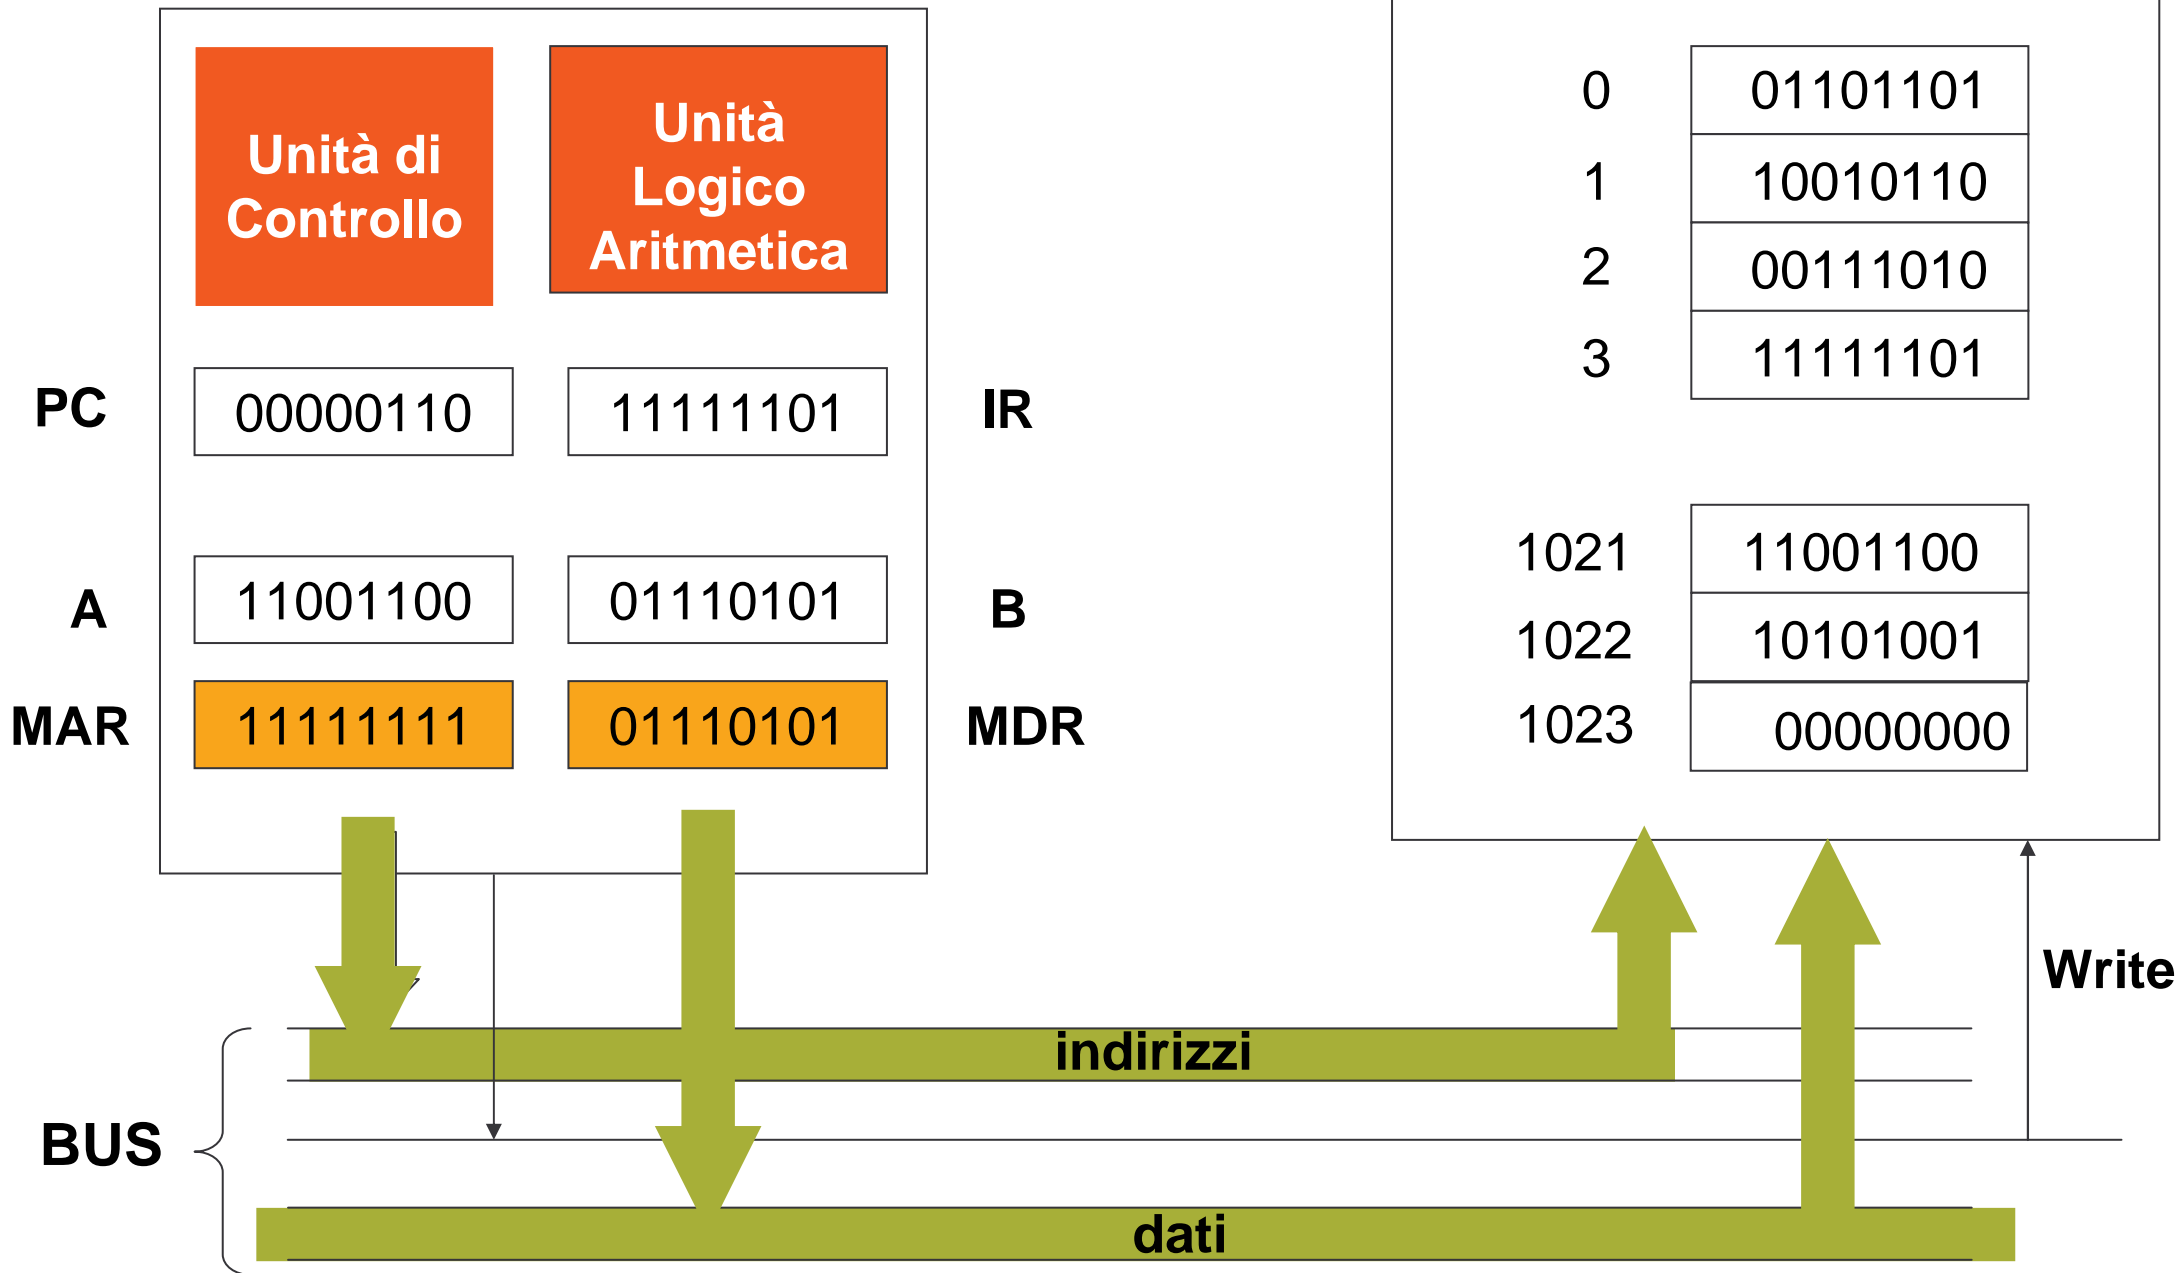 Unità di
Controllo
Unità
Logico
Aritmetica
PC 00000110 11111101 IR
A 11001100 01110101 B
MAR 11111111 01110101 MDR
0 01101101
1 10010110
2 00111010
3 11111101
1021 11001100
1022 10101001
1023 00000000
Write
indirizzi
BUS
dati